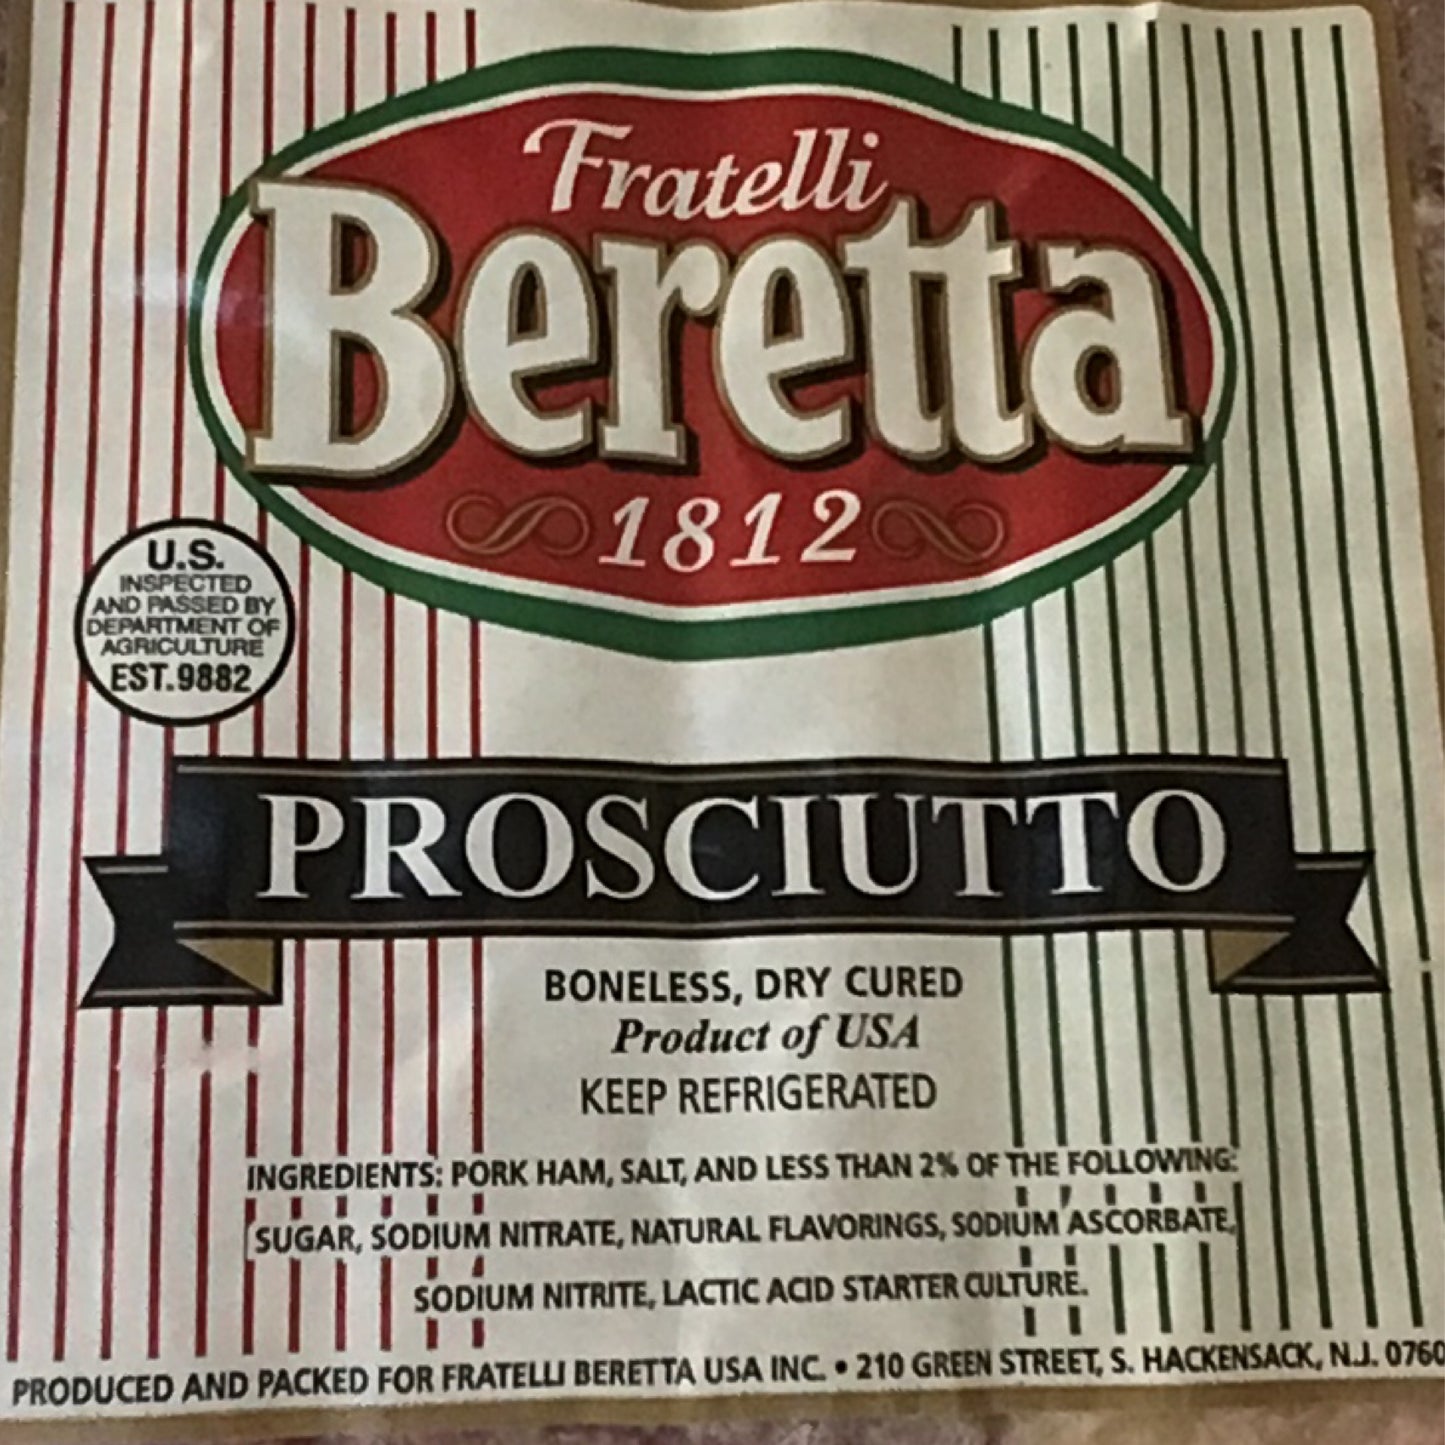 Fratelli
Beretta
1812
U.S.
INSPECTED
AND PASSED BY
DEPARTMENT OF
AGRICULTURE
EST.9882
PROSCIUTTO
BONELESS, DRY CURED
Product of USA
KEEP REFRIGERATED
INGREDIENTS: PORK HAM, SALT, AND LESS THAN 2% OF THE FOLLOWING:
SUGAR, SODIUM NITRATE, NATURAL FLAVORINGS, SODIUM ASCORBATE,
SODIUM NITRITE, LACTIC ACID STARTER CULTURE.
PRODUCED AND PACKED FOR FRATELLI BERETTA USA INC. • 210 GREEN STREET, S. HACKENSACK, N.J. 0760